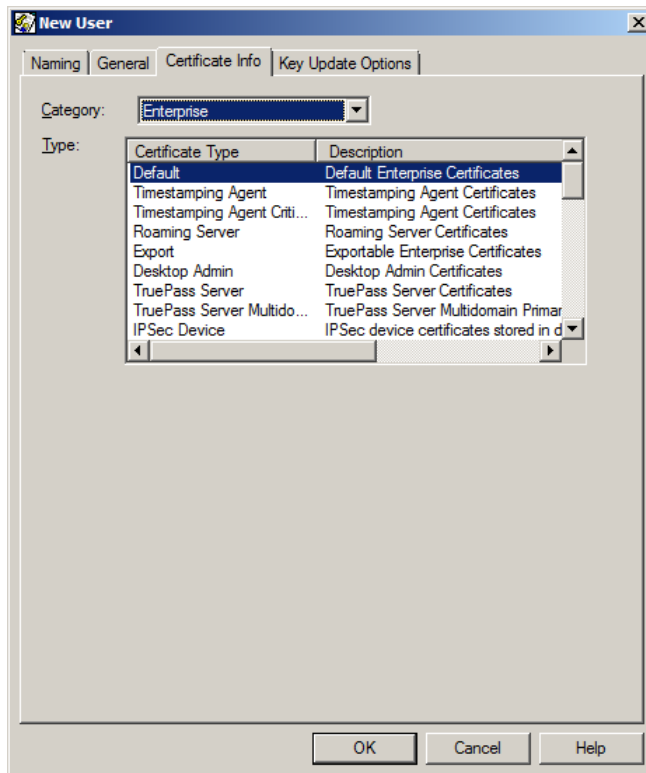 New User
Naming General Certificate Info Key Update Options
Category: Enterprise
Type:
Certificate Type Description
Default Default Enterprise Certificates
Timestamping Agent Timestamping Agent Certificates
Timestamping Agent Criti... Timestamping Agent Certificates
Roaming Server Roaming Server Certificates
Export Exportable Enterprise Certificates
Desktop Admin Desktop Admin Certificates
TruePass Server TruePass Server Certificates
TruePass Server Multido... TruePass Server Multidomain Primar
IPSec Device IPSec device certificates stored in d
OK Cancel Help